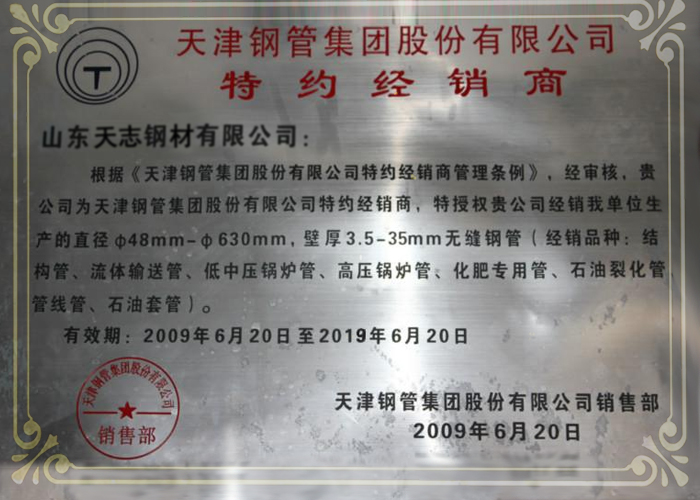 T
天津钢管集团股份有限公司
特约经销商
山东天志钢材有限公司：
根据《天津钢管集团股份有限公司特约经销商管理条例》，经审核，贵
公司为天津钢管集团股份有限公司特约经销商，特授权贵公司经销我单位生
产的直径φ48mm-φ630mm，壁厚3.5-35mm无缝钢管（经销品种：结
构管、流体输送管、低中压锅炉管、高压锅炉管、化肥专用管、石油裂化管、
管线管、石油套管）。
有效期：2009年6月20日至2019年6月20日
天津钢管集团股份有限公司
销售部
天津钢管集团股份有限公司销售部
2009年6月20日